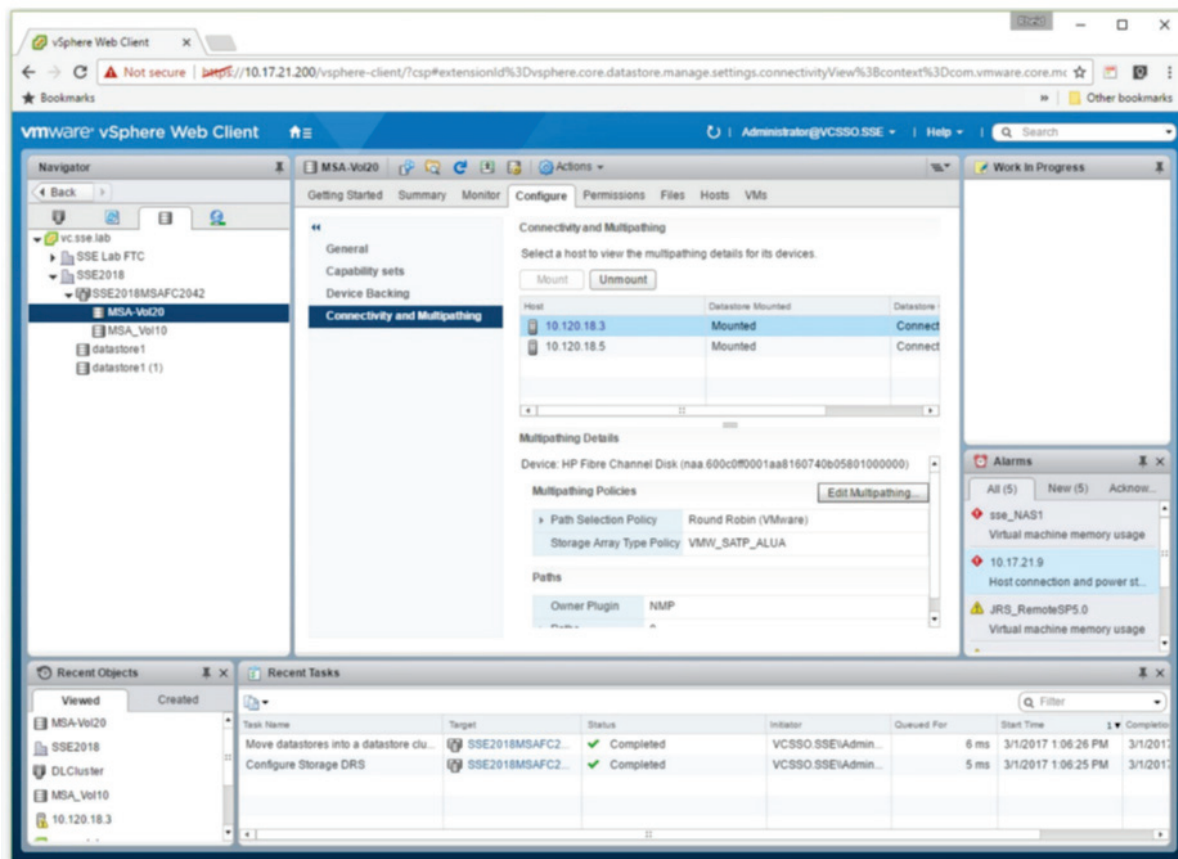 vSphere Web Client
Not secure | https://10.17.21.200/vsphere-client/?csp#extensionId%3Dvsphere.core.datastore.manage.settings.connectivityView%3Bcontext%3Dcom.vmware.core.mc
Bookmarks
Other bookmarks
vmware® vSphere Web Client
Administrator@VCSSO.SSE
Help
Search
Navigator
Back
vc.sse.lab
SSE Lab FTC
SSE2018
SSE2018MSAFC2042
MSA-Vol20
MSA_Vol10
datastore1
datastore1 (1)
MSA-Vol20
Actions
Getting Started Summary Monitor Configure Permissions Files Hosts VMs
General
Capability sets
Device Backing
Connectivity and Multipathing
Connectivity and Multipathing
Select a host to view the multipathing details for its devices.
Mount Unmount
Host Datastore Mounted Datastore
10.120.18.3 Mounted Connect
10.120.18.5 Mounted Connect
Multipathing Details
Device: HP Fibre Channel Disk (naa.600c0ff0001aa8160740b05801000000)
Multipathing Policies Edit Multipathing...
Path Selection Policy Round Robin (VMware)
Storage Array Type Policy VMW_SATP_ALUA
Paths
Owner Plugin NMP
Work In Progress
Alarms
All (5) New (5) Acknow...
sse_NAS1
Virtual machine memory usage
10.17.21.9
Host connection and power st...
JRS_RemoteSP5.0
Virtual machine memory usage
Recent Objects
Viewed Created
MSA-Vol20
SSE2018
DLCluster
MSA_Vol10
10.120.18.3
Recent Tasks
Filter
Task Name Target Status Initiator Queued For Start Time 1 Completio
Move datastores into a datastore clu... SSE2018MSAFC2... Completed VCSSO.SSE\Admin... 6 ms 3/1/2017 1:06:26 PM 3/1/2017
Configure Storage DRS SSE2018MSAFC2... Completed VCSSO.SSE\Admin... 5 ms 3/1/2017 1:06:25 PM 3/1/2017